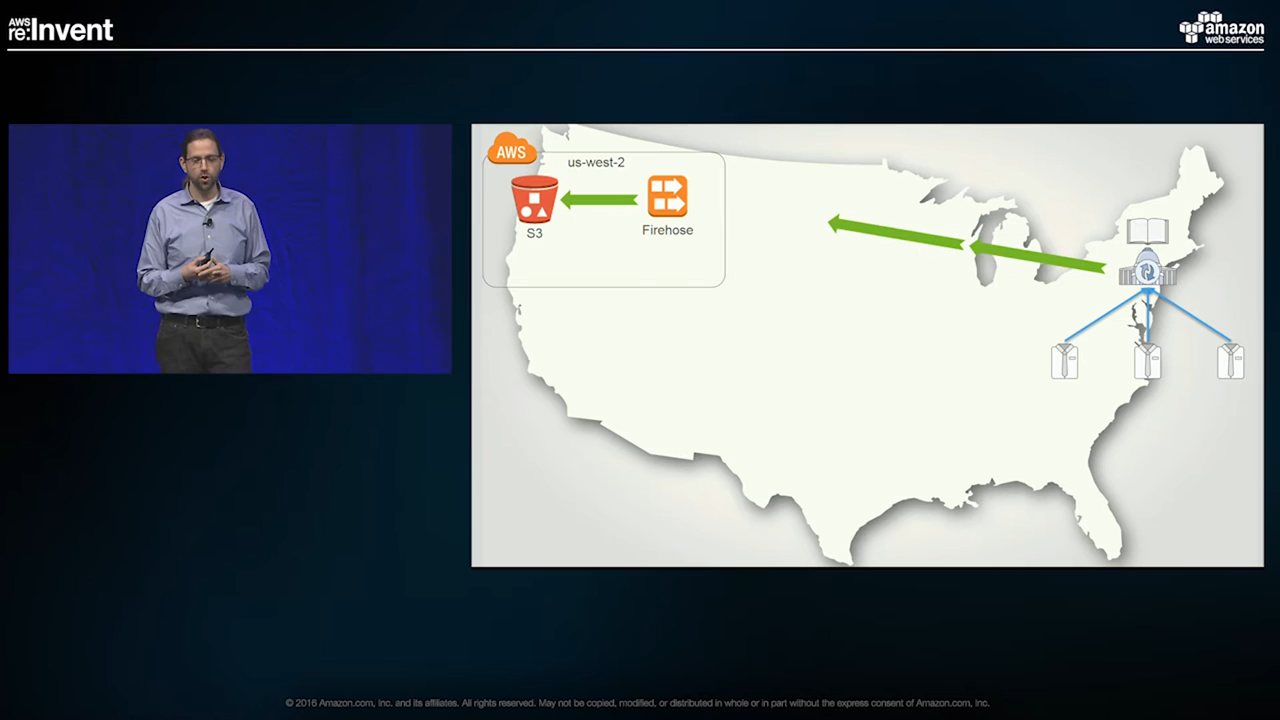 AWS
re:Invent
amazon
web services
AWS
us-west-2
S3
Firehose
© 2016 Amazon.com, Inc. and its affiliates. All rights reserved. May not be copied, modified, or distributed in whole or in part without the express consent of Amazon.com, Inc.